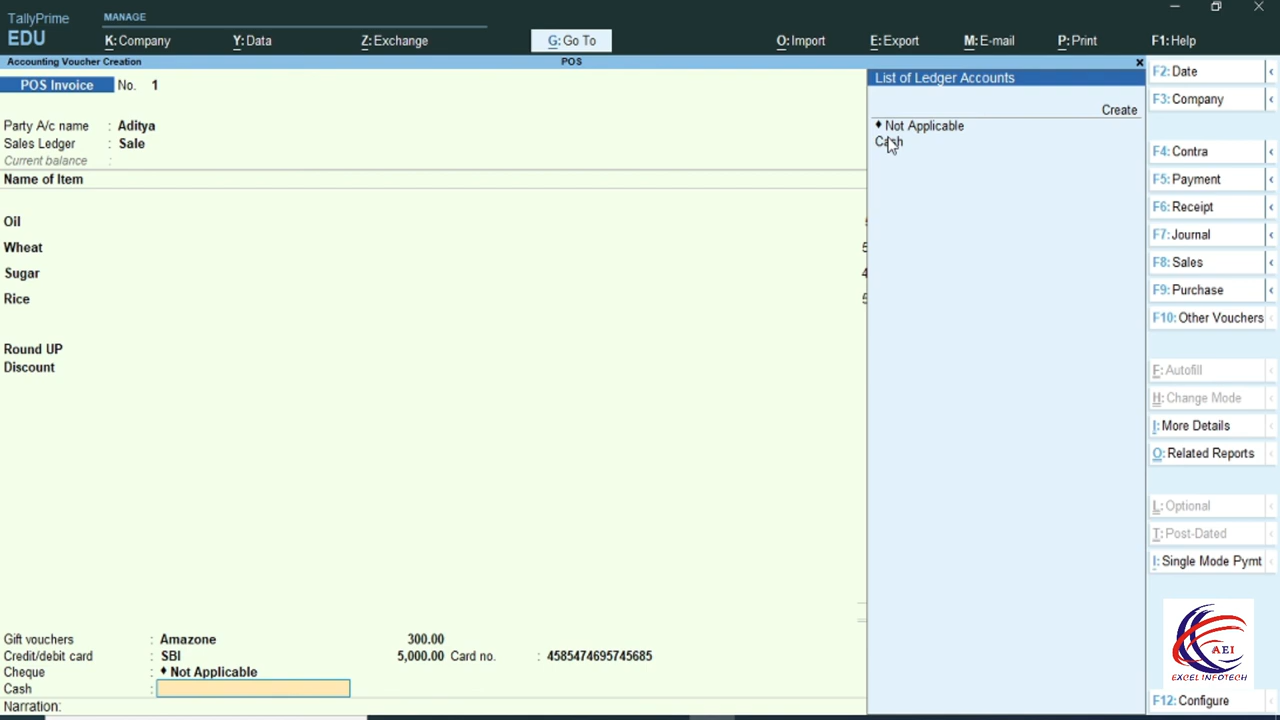 TallyPrime
EDU
MANAGE
K: Company
Y: Data
Z: Exchange
G: Go To
O: Import
E: Export
M: E-mail
P: Print
F1: Help
Accounting Voucher Creation
POS
POS Invoice No. 1
Party A/c name : Aditya
Sales Ledger : Sale
Current balance :
Name of Item
Oil
Wheat
Sugar
Rice
Round UP
Discount
Gift vouchers : Amazone 300.00
Credit/debit card : SBI 5,000.00 Card no. : 4585474695745685
Cheque : ♦ Not Applicable
Cash :
Narration:
List of Ledger Accounts
Create
♦ Not Applicable
Cash
F2: Date
F3: Company
F4: Contra
F5: Payment
F6: Receipt
F7: Journal
F8: Sales
F9: Purchase
F10: Other Vouchers
F: Autofill
H: Change Mode
I: More Details
O: Related Reports
L: Optional
T: Post-Dated
I: Single Mode Pymt
AEI
EXCEL INFOTECH
F12: Configure